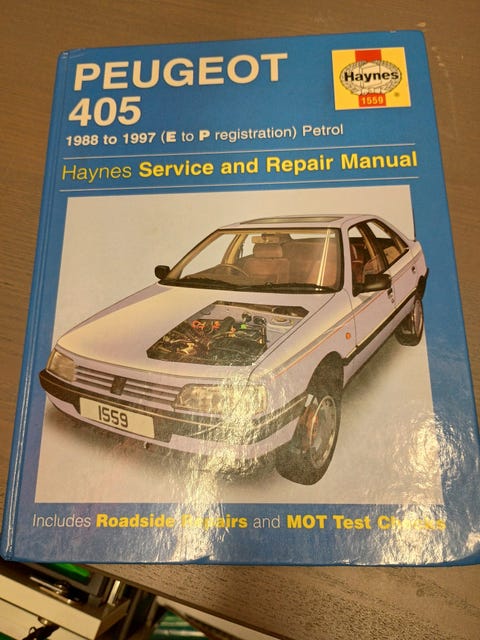 PEUGEOT
405
Haynes
1559
1988 to 1997 (E to P registration) Petrol
Haynes Service and Repair Manual
1559
Includes Roadside Repairs and MOT Test Checks